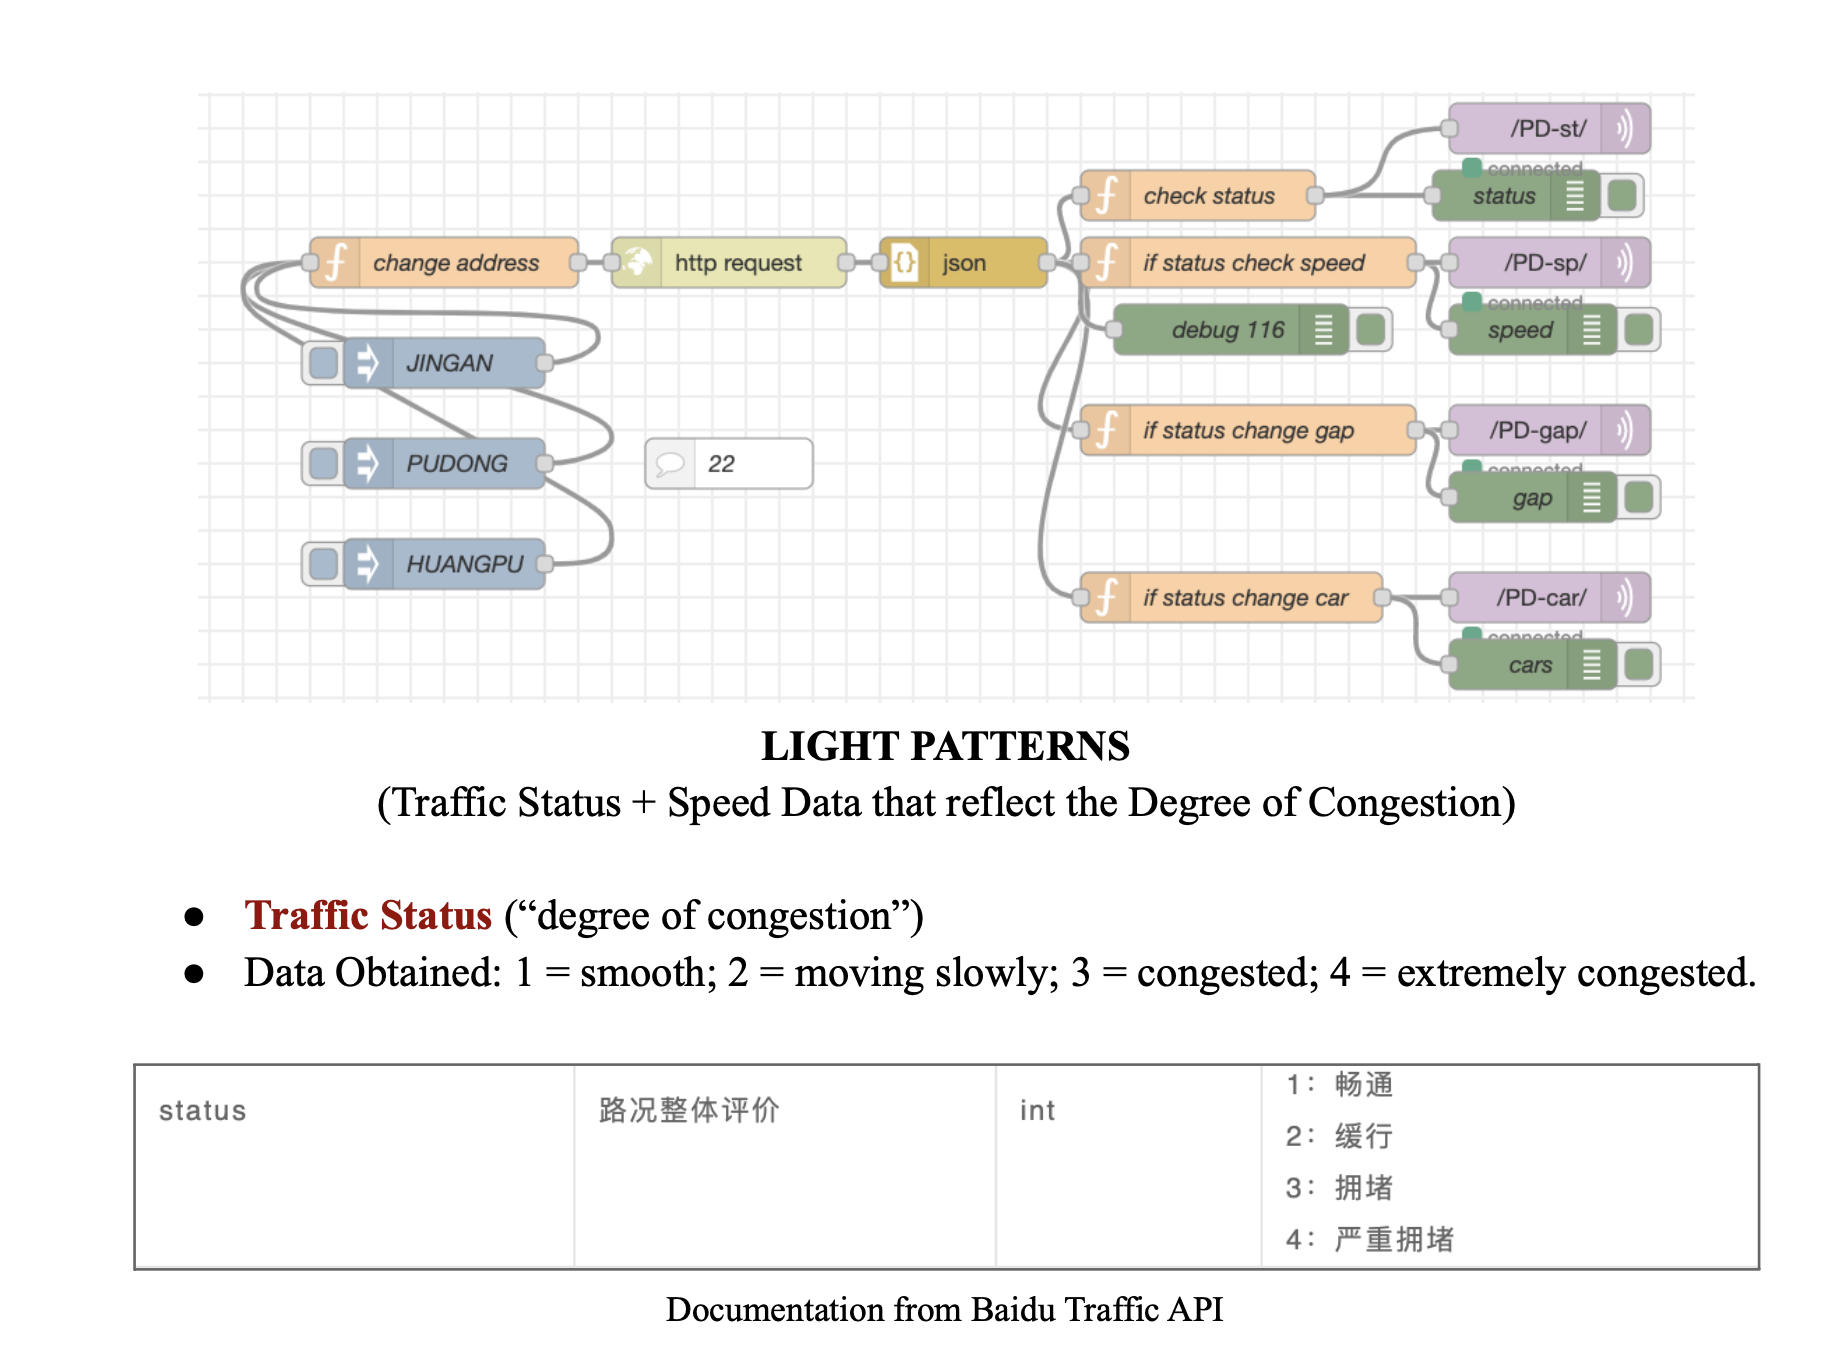 /PD-st/
connected
check status
status
change address
http request
json
if status check speed
/PD-sp/
connected
debug 116
speed
JINGAN
if status change gap
/PD-gap/
connected
PUDONG
22
gap
HUANGPU
if status change car
/PD-car/
connected
cars
LIGHT PATTERNS
(Traffic Status + Speed Data that reflect the Degree of Congestion)
● Traffic Status (“degree of congestion”)
● Data Obtained: 1 = smooth; 2 = moving slowly; 3 = congested; 4 = extremely congested.
status
路况整体评价
int
1：畅通
2：缓行
3：拥堵
4：严重拥堵
Documentation from Baidu Traffic API